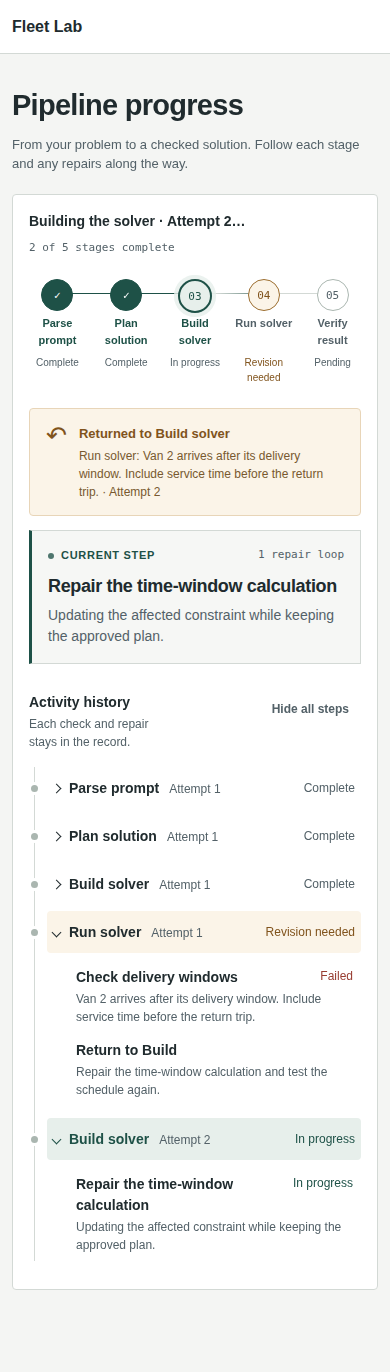 Fleet Lab
Pipeline progress
From your problem to a checked solution. Follow each stage
and any repairs along the way.
Building the solver · Attempt 2…
2 of 5 stages complete
✓ ✓ 03 04 05
Parse Plan Build Run solver Verify
prompt solution solver result
Complete Complete In progress Revision Pending
needed
Returned to Build solver
Run solver: Van 2 arrives after its delivery
window. Include service time before the return
trip. · Attempt 2
CURRENT STEP 1 repair loop
Repair the time-window calculation
Updating the affected constraint while keeping
the approved plan.
Activity history Hide all steps
Each check and repair
stays in the record.
Parse prompt Attempt 1 Complete
Plan solution Attempt 1 Complete
Build solver Attempt 1 Complete
Run solver Attempt 1 Revision needed
Check delivery windows Failed
Van 2 arrives after its delivery window. Include
service time before the return trip.
Return to Build
Repair the time-window calculation and test the
schedule again.
Build solver Attempt 2 In progress
Repair the time-window In progress
calculation
Updating the affected constraint while keeping the
approved plan.